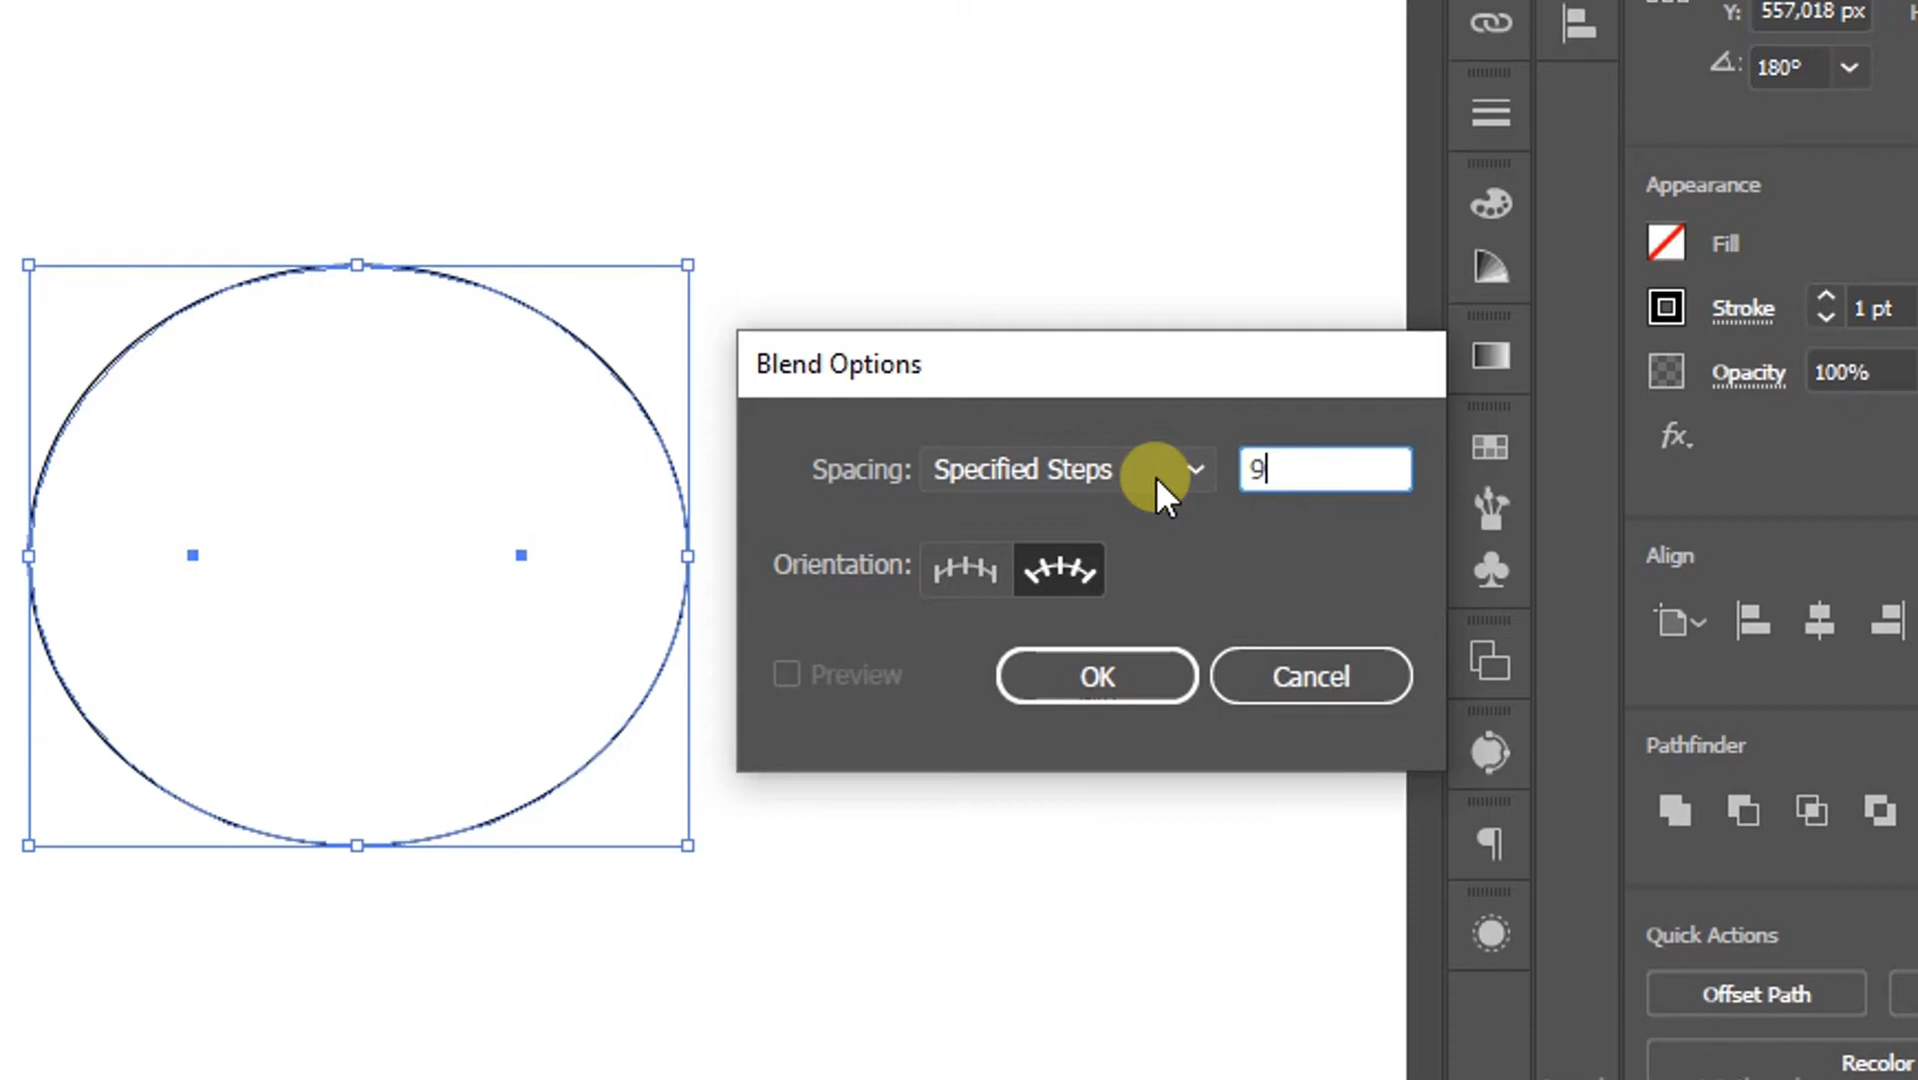 Y: 557,018 px
180°
Appearance
Fill
Stroke 1 pt
Opacity 100%
fx.
Blend Options
Spacing: Specified Steps 9
Orientation:
Preview OK Cancel
Align
Pathfinder
Quick Actions
Offset Path
Recolor